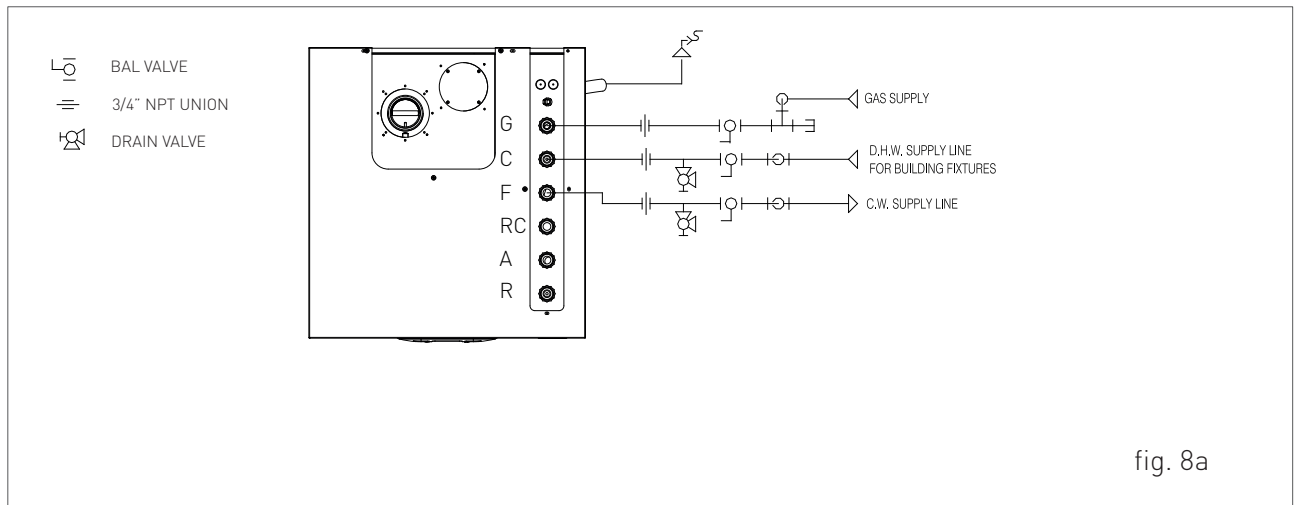 BAL VALVE
3/4" NPT UNION
DRAIN VALVE
G
C
F
RC
A
R
GAS SUPPLY
D.H.W. SUPPLY LINE
FOR BUILDING FIXTURES
C.W. SUPPLY LINE
fig. 8a